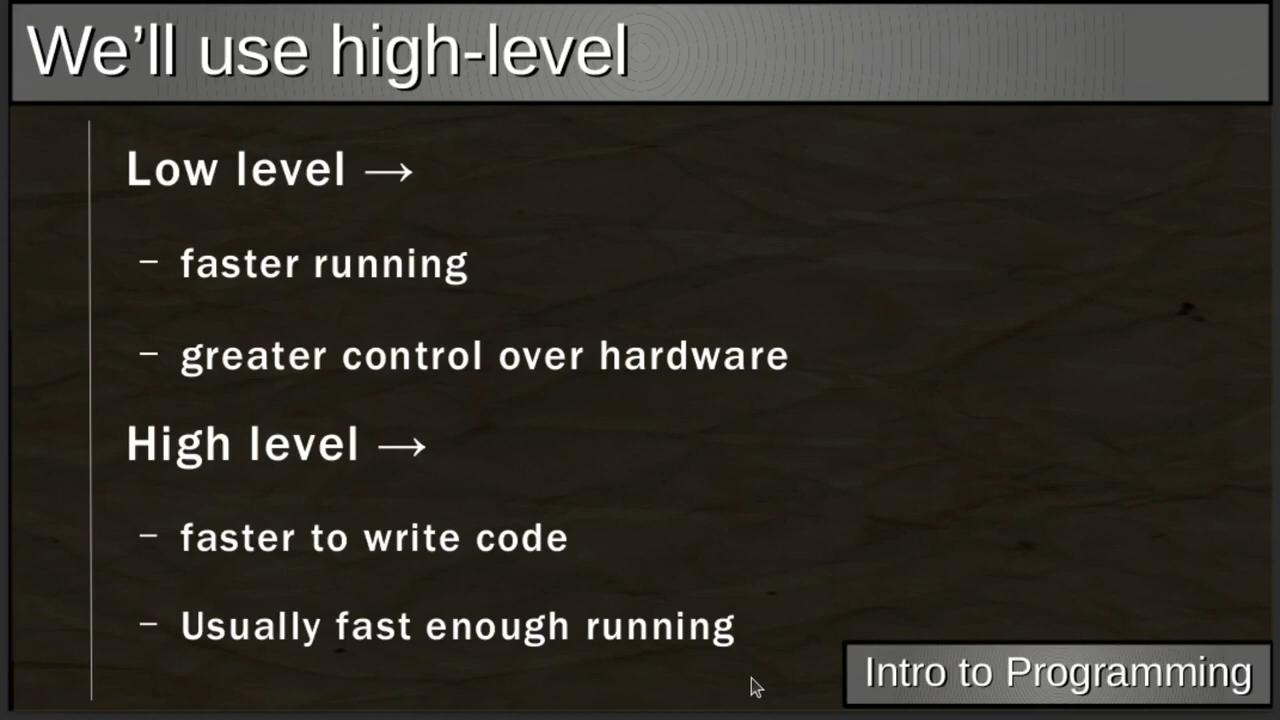 We’ll use high-level
Low level →
– faster running
– greater control over hardware
High level →
– faster to write code
– Usually fast enough running
Intro to Programming